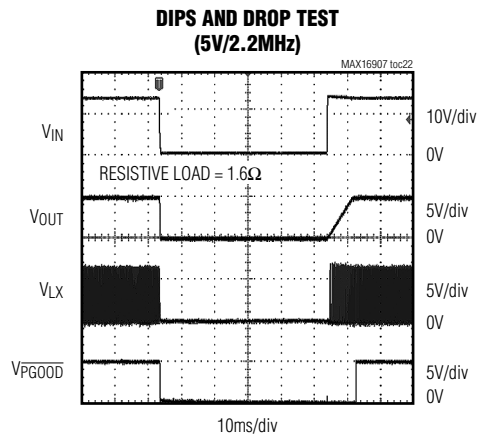 DIPS AND DROP TEST
(5V/2.2MHz)
MAX16907 toc22
VIN
10V/div
0V
RESISTIVE LOAD = 1.6Ω
VOUT
5V/div
0V
VLX
5V/div
0V
VPGOOD
5V/div
0V
10ms/div